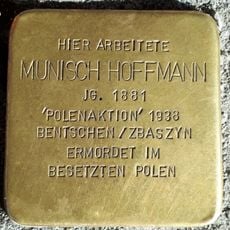 HIER ARBEITETE
MUNISCH HOFFMANN
JG. 1881
'POLENAKTION' 1938
BENTSCHEN/ZBASZYN
ERMORDET IM
BESETZTEN POLEN